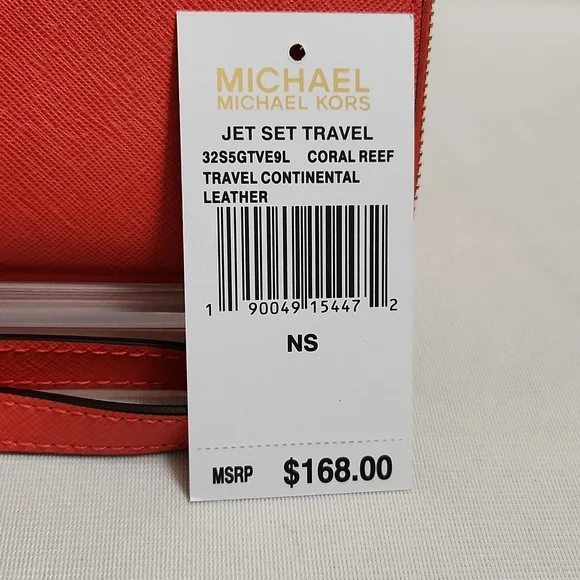 MICHAEL
MICHAEL KORS
JET SET TRAVEL
32S5GTVE9L CORAL REEF
TRAVEL CONTINENTAL
LEATHER
1 90049 15447 2
NS
MSRP $168.00